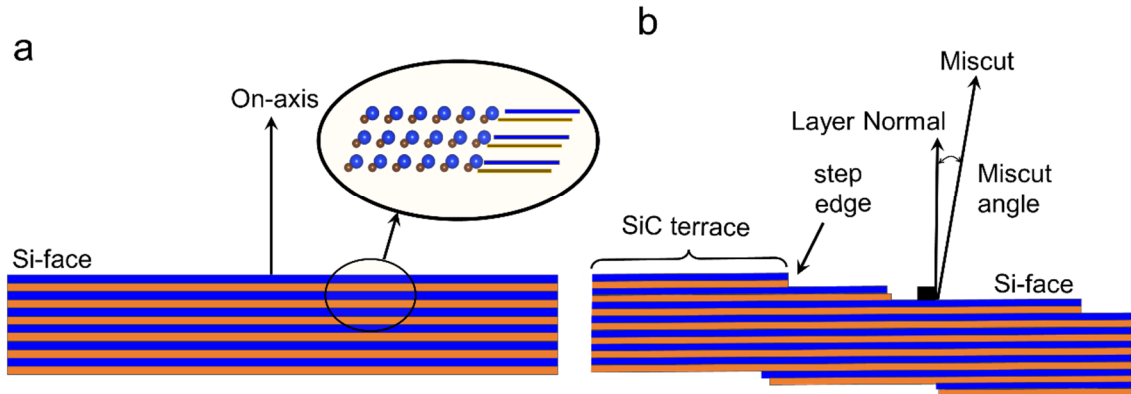 a
On-axis
Si-face
b
Miscut
Layer Normal
Miscut
angle
step
edge
SiC terrace
Si-face